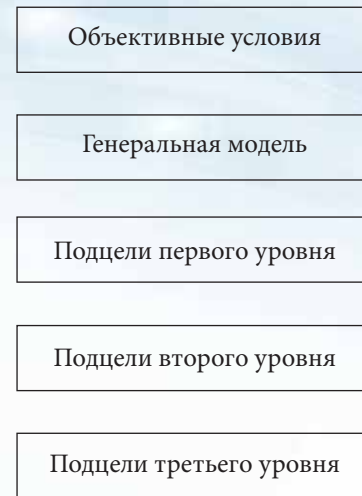 Объективные условия
Генеральная модель
Подцели первого уровня
Подцели второго уровня
Подцели третьего уровня